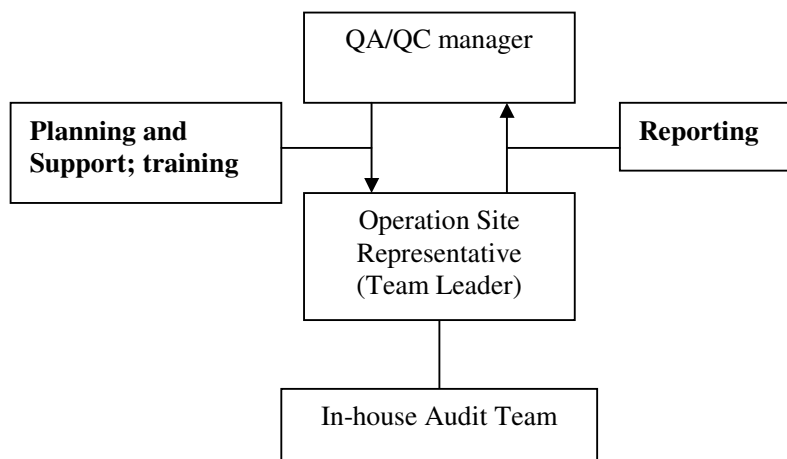 QA/QC manager
Planning and
Support; training
Reporting
Operation Site
Representative
(Team Leader)
In-house Audit Team